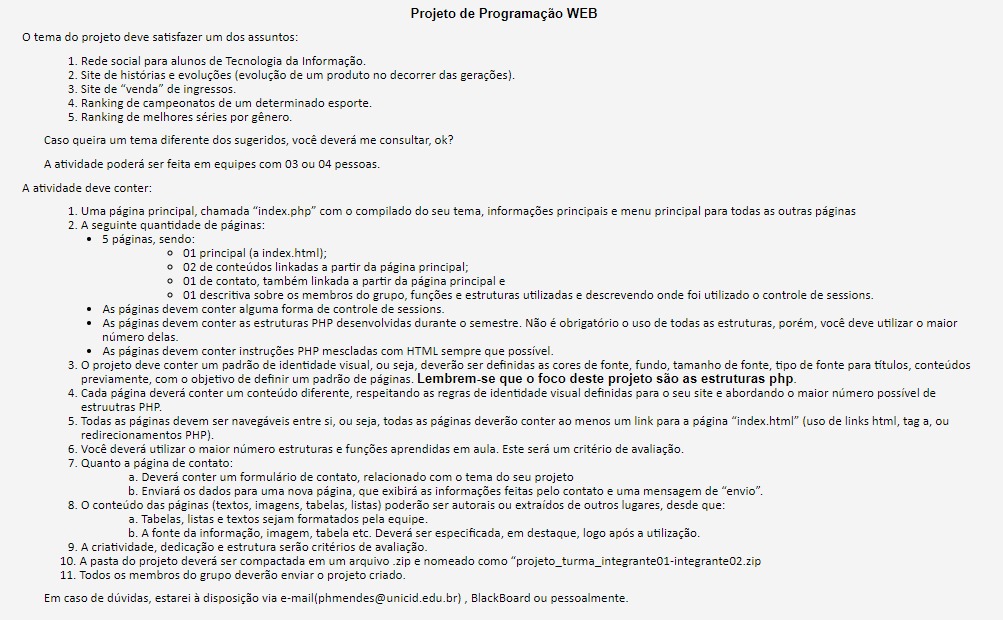 Projeto de Programação WEB
O tema do projeto deve satisfazer um dos assuntos:
1. Rede social para alunos de Tecnologia da Informação.
2. Site de histórias e evoluções (evolução de um produto no decorrer das gerações).
3. Site de “venda” de ingressos.
4. Ranking de campeonatos de um determinado esporte.
5. Ranking de melhores séries por gênero.
Caso queira um tema diferente dos sugeridos, você deverá me consultar, ok?
A atividade poderá ser feita em equipes com 03 ou 04 pessoas.
A atividade deve conter:
1. Uma página principal, chamada “index.php” com o compilado do seu tema, informações principais e menu principal para todas as outras páginas
2. A seguinte quantidade de páginas:
• 5 páginas, sendo:
o 01 principal (a index.html);
o 02 de conteúdos linkadas a partir da página principal;
o 01 de contato, também linkada a partir da página principal e
o 01 descritiva sobre os membros do grupo, funções e estruturas utilizadas e descrevendo onde foi utilizado o controle de sessions.
• As páginas devem conter alguma forma de controle de sessions.
• As páginas devem conter as estruturas PHP desenvolvidas durante o semestre. Não é obrigatório o uso de todas as estruturas, porém, você deve utilizar o maior
número delas.
• As páginas devem conter instruções PHP mescladas com HTML sempre que possível.
3. O projeto deve conter um padrão de identidade visual, ou seja, deverão ser definidas as cores de fonte, fundo, tamanho de fonte, tipo de fonte para títulos, conteúdos
previamente, com o objetivo de definir um padrão de páginas. Lembrem-se que o foco deste projeto são as estruturas php.
4. Cada página deverá conter um conteúdo diferente, respeitando as regras de identidade visual definidas para o seu site e abordando o maior número possível de
estruutras PHP.
5. Todas as páginas devem ser navegáveis entre si, ou seja, todas as páginas deverão conter ao menos um link para a página “index.html” (uso de links html, tag a, ou
redirecionamentos PHP).
6. Você deverá utilizar o maior número estruturas e funções aprendidas em aula. Este será um critério de avaliação.
7. Quanto a página de contato:
a. Deverá conter um formulário de contato, relacionado com o tema do seu projeto
b. Enviará os dados para uma nova página, que exibirá as informações feitas pelo contato e uma mensagem de “envio”.
8. O conteúdo das páginas (textos, imagens, tabelas, listas) poderão ser autorais ou extraídos de outros lugares, desde que:
a. Tabelas, listas e textos sejam formatados pela equipe.
b. A fonte da informação, imagem, tabela etc. Deverá ser especificada, em destaque, logo após a utilização.
9. A criatividade, dedicação e estrutura serão critérios de avaliação.
10. A pasta do projeto deverá ser compactada em um arquivo .zip e nomeado como “projeto_turma_integrante01-integrante02.zip
11. Todos os membros do grupo deverão enviar o projeto criado.
Em caso de dúvidas, estarei à disposição via e-mail(phmendes@unicid.edu.br) , BlackBoard ou pessoalmente.